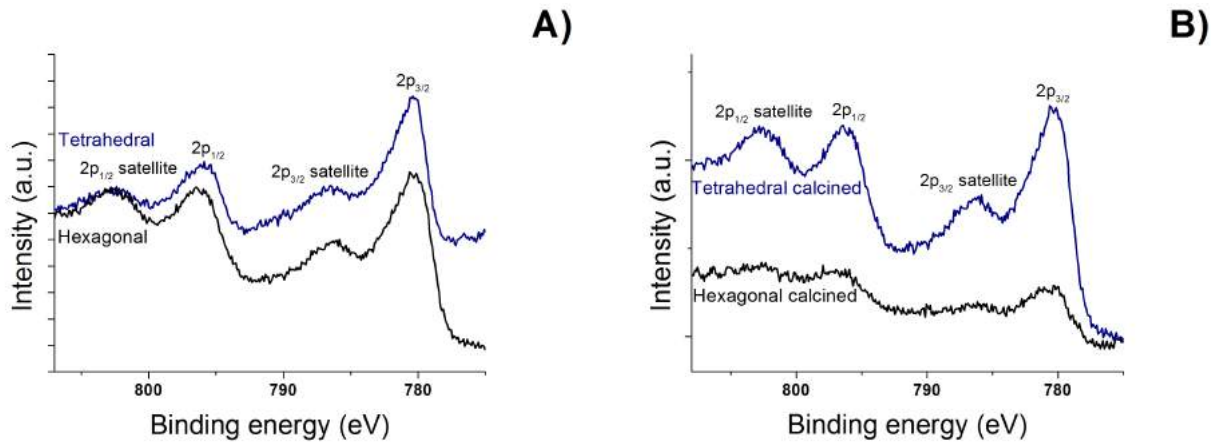 A)
2p3/2
Tetrahedral
2p1/2
2p1/2 satellite
2p3/2 satellite
Hexagonal
Intensity (a.u.)
800 790 780
Binding energy (eV)
B)
2p3/2
2p1/2 satellite
2p1/2
Tetrahedral calcined
2p3/2 satellite
Hexagonal calcined
Intensity (a.u.)
800 790 780
Binding energy (eV)